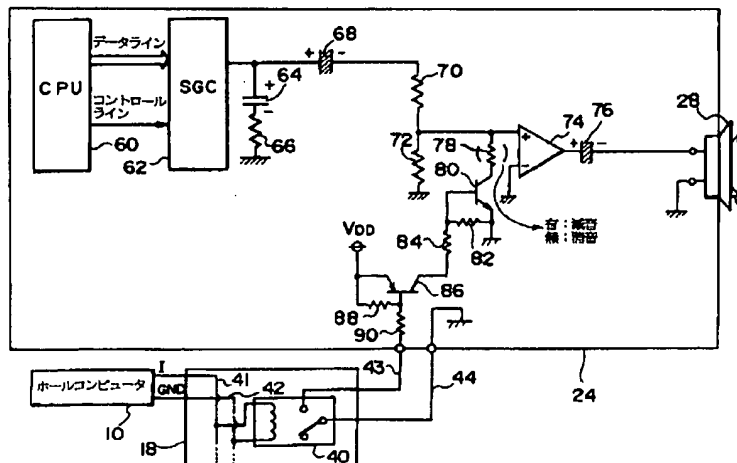 データライン
CPU
SGC
コントロール
ライン
60
62
+
64
-
66
+ 68 -
70
72
78
80
+
-
74
+ 76 -
28
有:減音
無:消音
82
84
VDD
86
88
90
43
44
24
ホールコンピュータ
10
I
GND
41
42
18
40